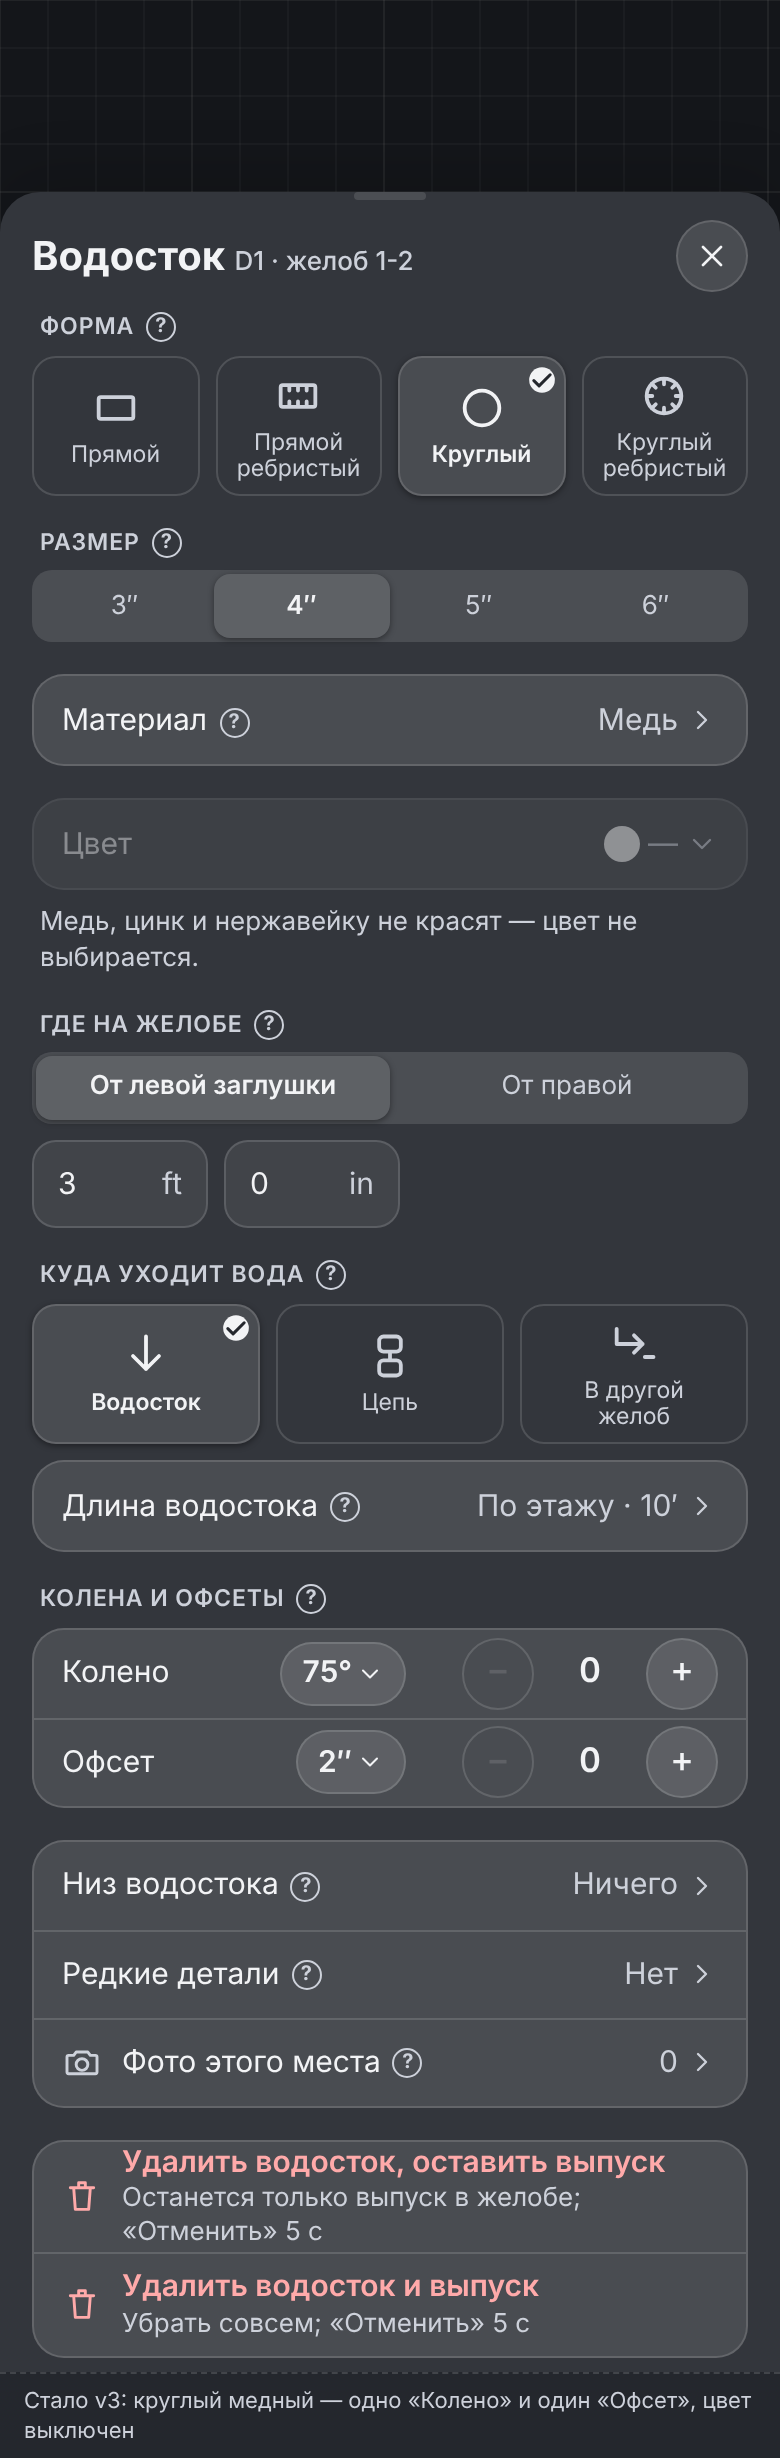 Водосток D1 · желоб 1-2
ФОРМА ?
Прямой
Прямой
ребристый
Круглый
Круглый
ребристый
РАЗМЕР ?
3″ 4″ 5″ 6″
Материал ? Медь
Цвет —
Медь, цинк и нержавейку не красят — цвет не
выбирается.
ГДЕ НА ЖЕЛОБЕ ?
От левой заглушки От правой
3 ft 0 in
КУДА УХОДИТ ВОДА ?
Водосток
Цепь
В другой
желоб
Длина водостока ? По этажу · 10′
КОЛЕНА И ОФСЕТЫ ?
Колено 75° − 0 +
Офсет 2″ − 0 +
Низ водостока ? Ничего
Редкие детали ? Нет
Фото этого места ? 0
Удалить водосток, оставить выпуск
Останется только выпуск в желобе;
«Отменить» 5 с
Удалить водосток и выпуск
Убрать совсем; «Отменить» 5 с
Стало v3: круглый медный — одно «Колено» и один «Офсет», цвет
выключен